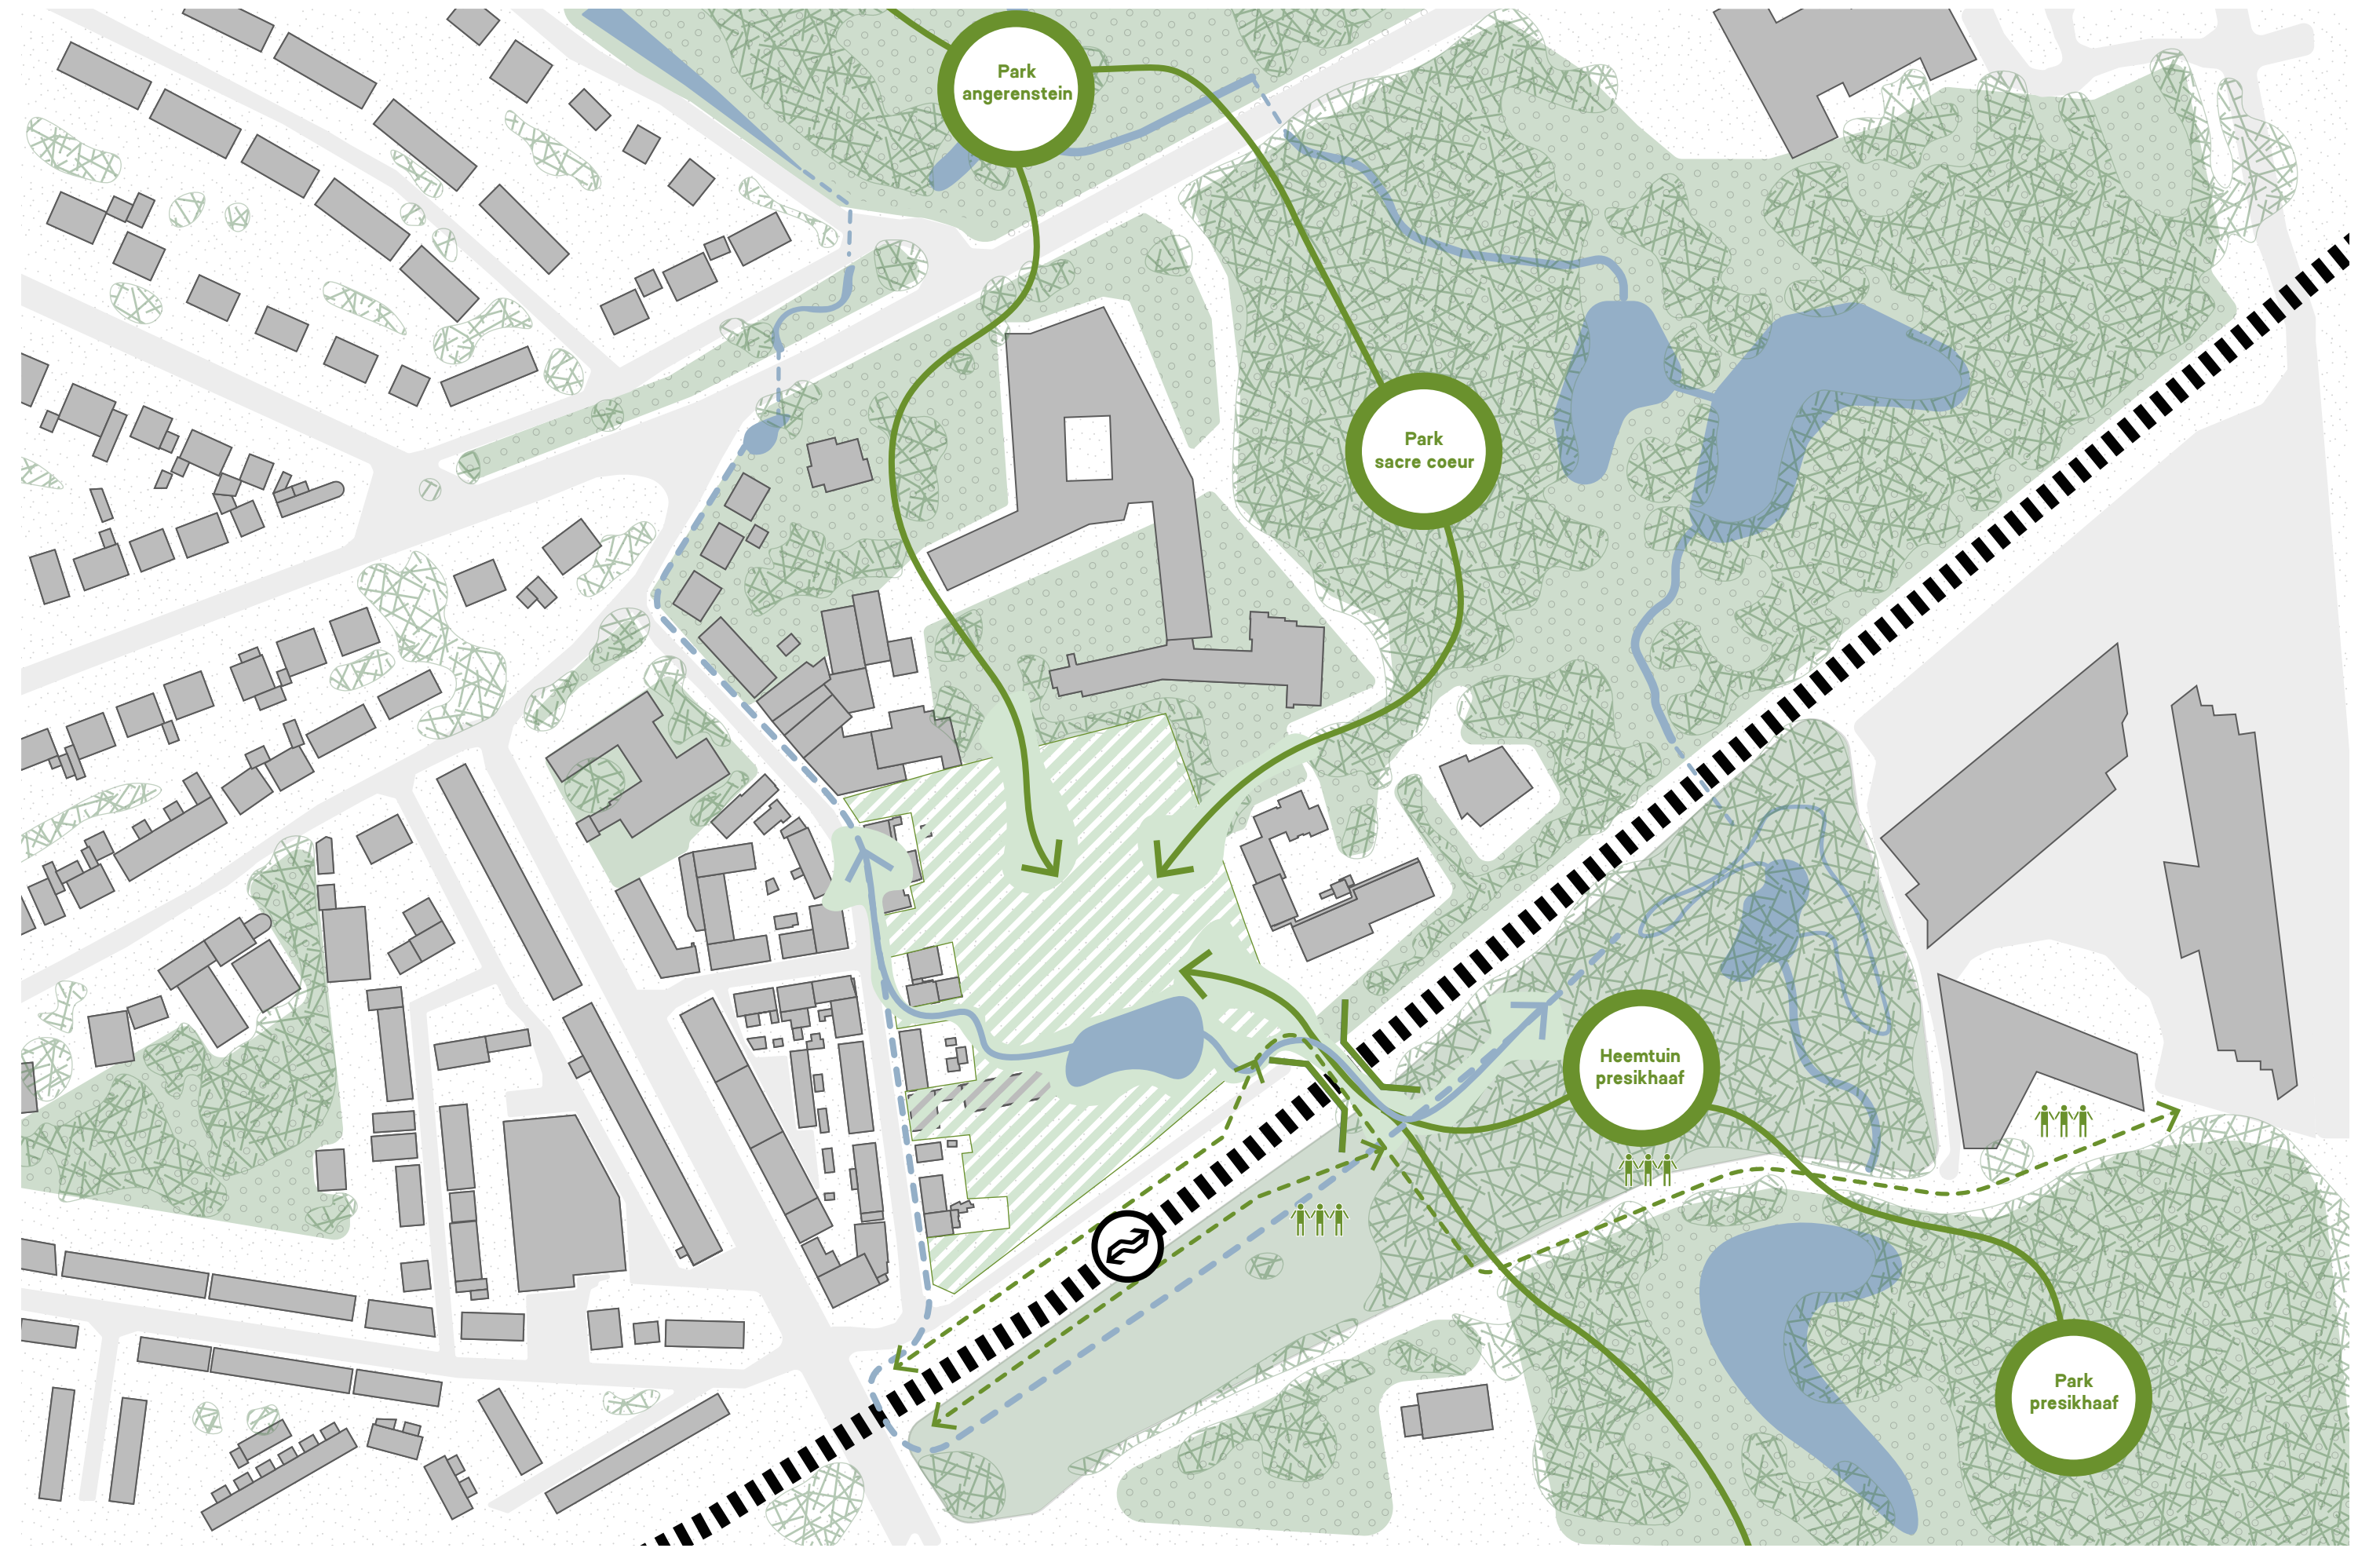 Park
angerenstein
Park
sacre coeur
Heemtuin
presikhaaf
Park
presikhaaf